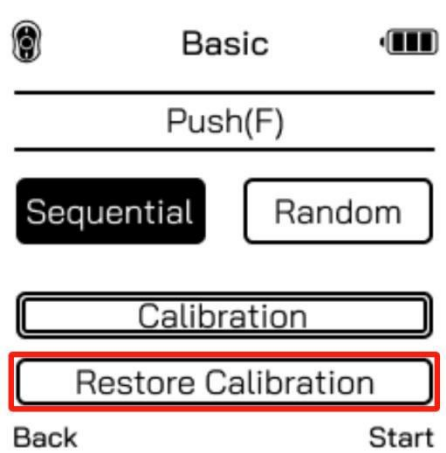 Basic
Push(F)
Sequential Random
Calibration
Restore Calibration
Back Start